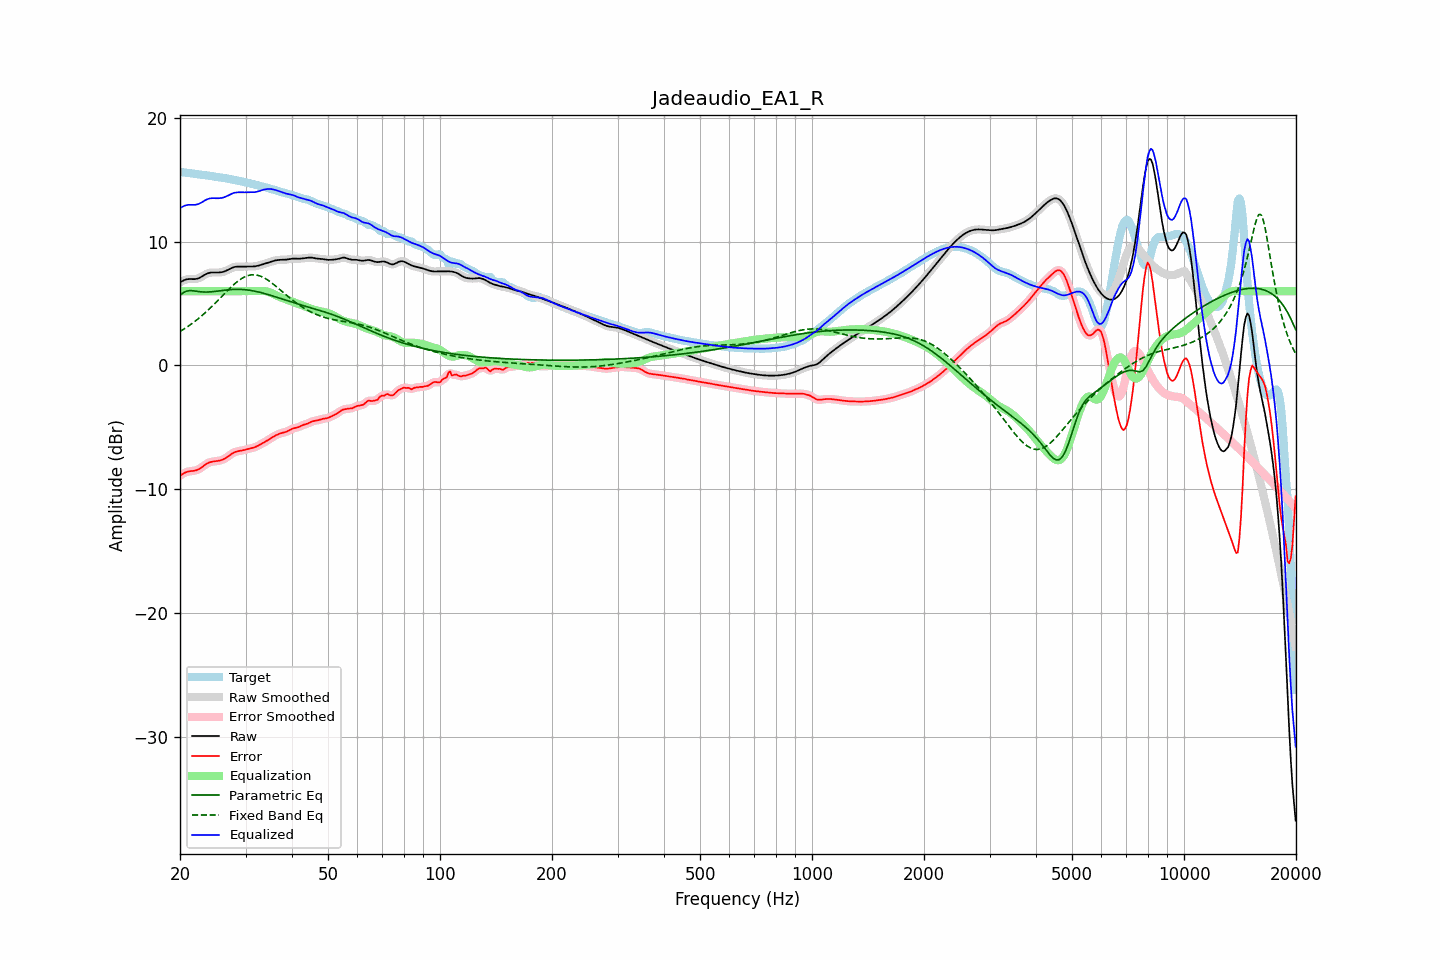 Jadeaudio_EA1_R
20
10
0
−10
−20
−30
Amplitude (dBr)
Target
Raw Smoothed
Error Smoothed
Raw
Error
Equalization
Parametric Eq
Fixed Band Eq
Equalized
20 50 100 200 500 1000 2000 5000 10000 20000
Frequency (Hz)